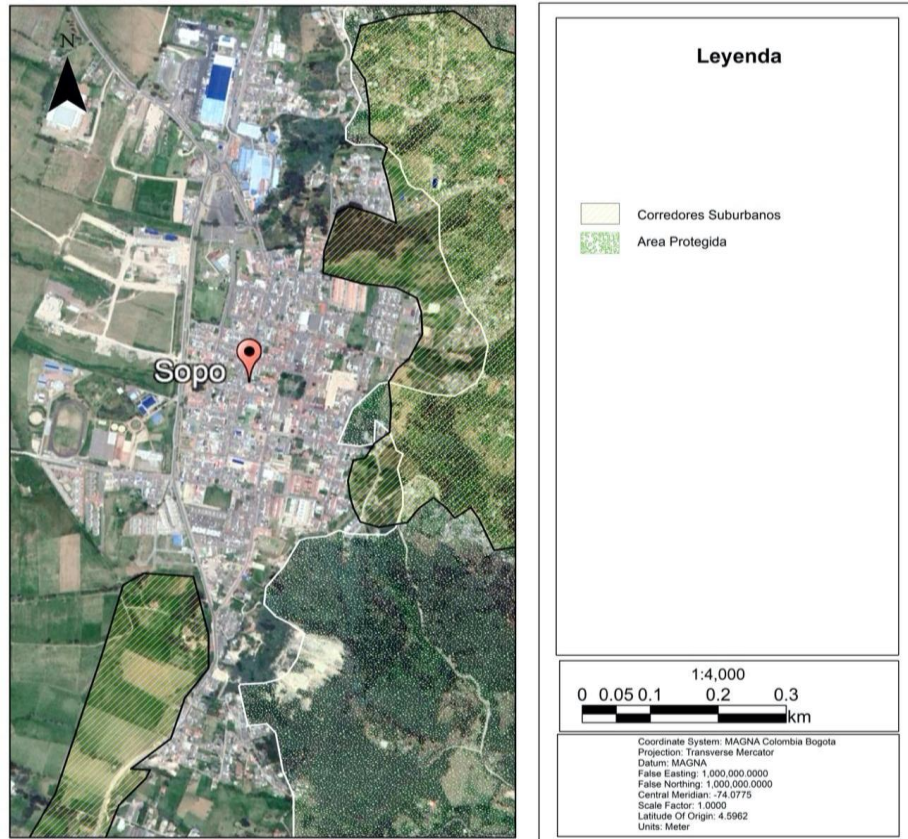 N
Sopo
Leyenda
Corredores Suburbanos
Area Protegida
1:4,000
0 0.05 0.1 0.2 0.3
km
Coordinate System: MAGNA Colombia Bogota
Projection: Transverse Mercator
Datum: MAGNA
False Easting: 1,000,000.0000
False Northing: 1,000,000.0000
Central Meridian: -74.0775
Scale Factor: 1.0000
Latitude Of Origin: 4.5962
Units: Meter